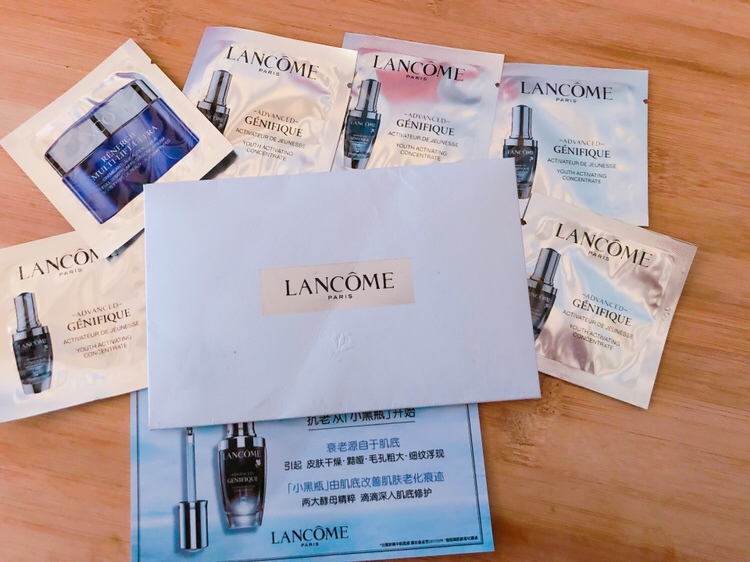 LANCÔME
PARIS
ADVANCED
GÉNIFIQUE
ACTIVATEUR DE JEUNESSE
YOUTH ACTIVATING
CONCENTRATE
LANCÔME
PARIS
ADVANCED
GÉNIFIQUE
ACTIVATEUR DE JEUNESSE
YOUTH ACTIVATING
CONCENTRATE
LANCÔME
PARIS
ADVANCED
GÉNIFIQUE
ACTIVATEUR DE JEUNESSE
YOUTH ACTIVATING
CONCENTRATE
RÉNERGIE
MULTI-LIFT ULTRA
LANCÔM
PARIS
ADVANCED
GÉNIFIQUE
ACTIVATEUR DE JEUNESSE
YOUTH ACTIVATING
CONCENTRATE
LANCÔME
PARIS
ADVANCED
GÉNIFIQUE
ACTIVATEUR DE JEUNESSE
YOUTH ACTIVATING
CONCENTRATE
LANCÔME
PARIS
抗老从「小黑瓶」开始
衰老源自于肌底
引起 皮肤干燥·黯哑·毛孔粗大·细纹浮现
「小黑瓶」由肌底改善肌肤老化痕迹
两大酵母精粹 滴滴深入肌底修护
LANCÔME
ADVANCED
GÉNIFIQUE
LANCÔME
PARIS